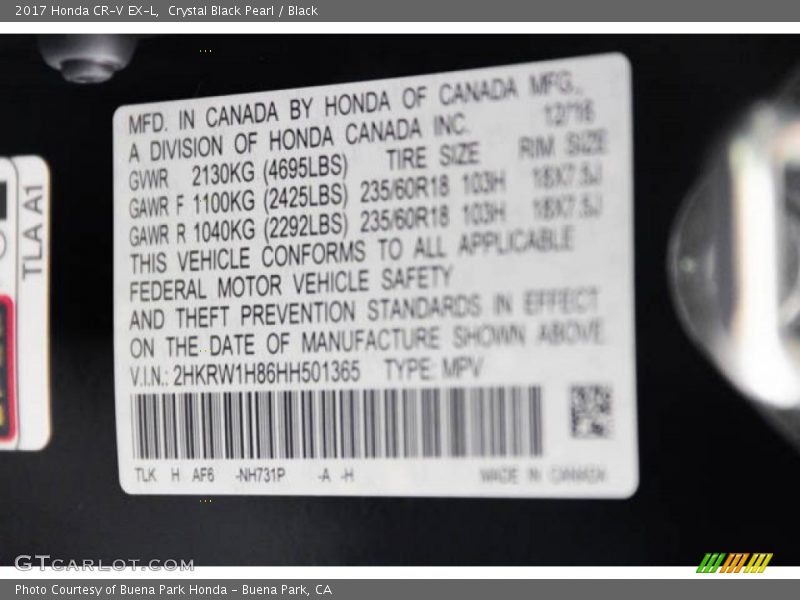 2017 Honda CR-V EX-L,  Crystal Black Pearl / Black
MFD. IN CANADA BY HONDA OF CANADA MFG.,
A DIVISION OF HONDA CANADA INC. 12/16
GVWR 2130KG (4695LBS) TIRE SIZE RIM SIZE
GAWR F 1100KG (2425LBS) 235/60R18 103H 18X7.5J
GAWR R 1040KG (2292LBS) 235/60R18 103H 18X7.5J
THIS VEHICLE CONFORMS TO ALL APPLICABLE
FEDERAL MOTOR VEHICLE SAFETY
AND THEFT PREVENTION STANDARDS IN EFFECT
ON THE DATE OF MANUFACTURE SHOWN ABOVE
V.I.N.: 2HKRW1H86HH501365 TYPE: MPV
TLK H AF6 -NH731P -A -H MADE IN CANADA
TLA A1
GTCARLOT.COM
Photo Courtesy of Buena Park Honda - Buena Park, CA